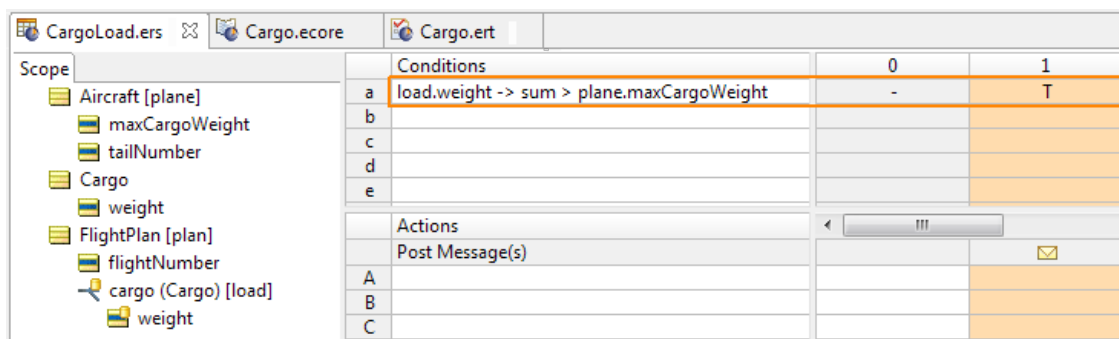 CargoLoad.ers Cargo.ecore Cargo.ert
Scope
Aircraft [plane]
maxCargoWeight
tailNumber
Cargo
weight
FlightPlan [plan]
flightNumber
cargo (Cargo) [load]
weight
Conditions 0 1
a load.weight -> sum > plane.maxCargoWeight - T
b
c
d
e
Actions
Post Message(s)
A
B
C